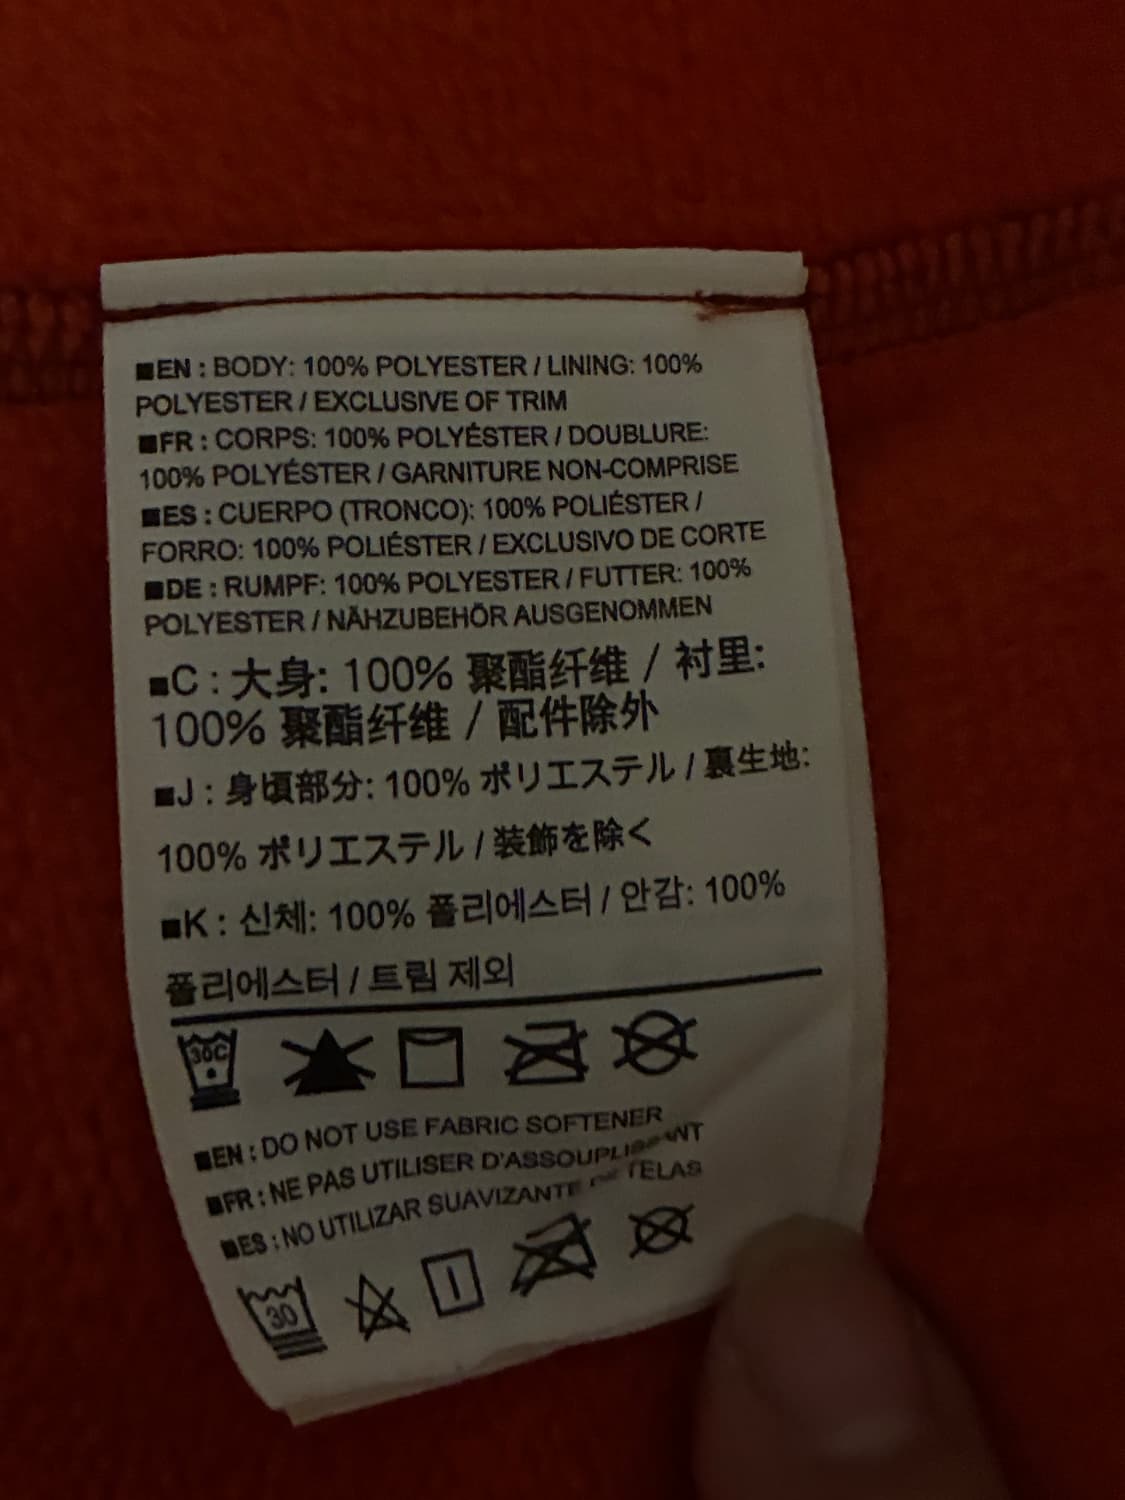 ■EN : BODY: 100% POLYESTER / LINING: 100%
POLYESTER / EXCLUSIVE OF TRIM
■FR : CORPS: 100% POLYÉSTER / DOUBLURE:
100% POLYÉSTER / GARNITURE NON-COMPRISE
■ES : CUERPO (TRONCO): 100% POLIÉSTER /
FORRO: 100% POLIÉSTER / EXCLUSIVO DE CORTE
■DE : RUMPF: 100% POLYESTER / FUTTER: 100%
POLYESTER / NÄHZUBEHÖR AUSGENOMMEN
■C : 大身: 100% 聚酯纤维 / 衬里:
100% 聚酯纤维 / 配件除外
■J : 身頃部分: 100% ポリエステル / 裏生地:
100% ポリエステル / 装飾を除く
■K : 신체: 100% 폴리에스터 / 안감: 100%
폴리에스터 / 트림 제외
30C
■EN : DO NOT USE FABRIC SOFTENER
■FR : NE PAS UTILISER D'ASSOUPLISSANT
■ES : NO UTILIZAR SUAVIZANTE DE TELAS
30